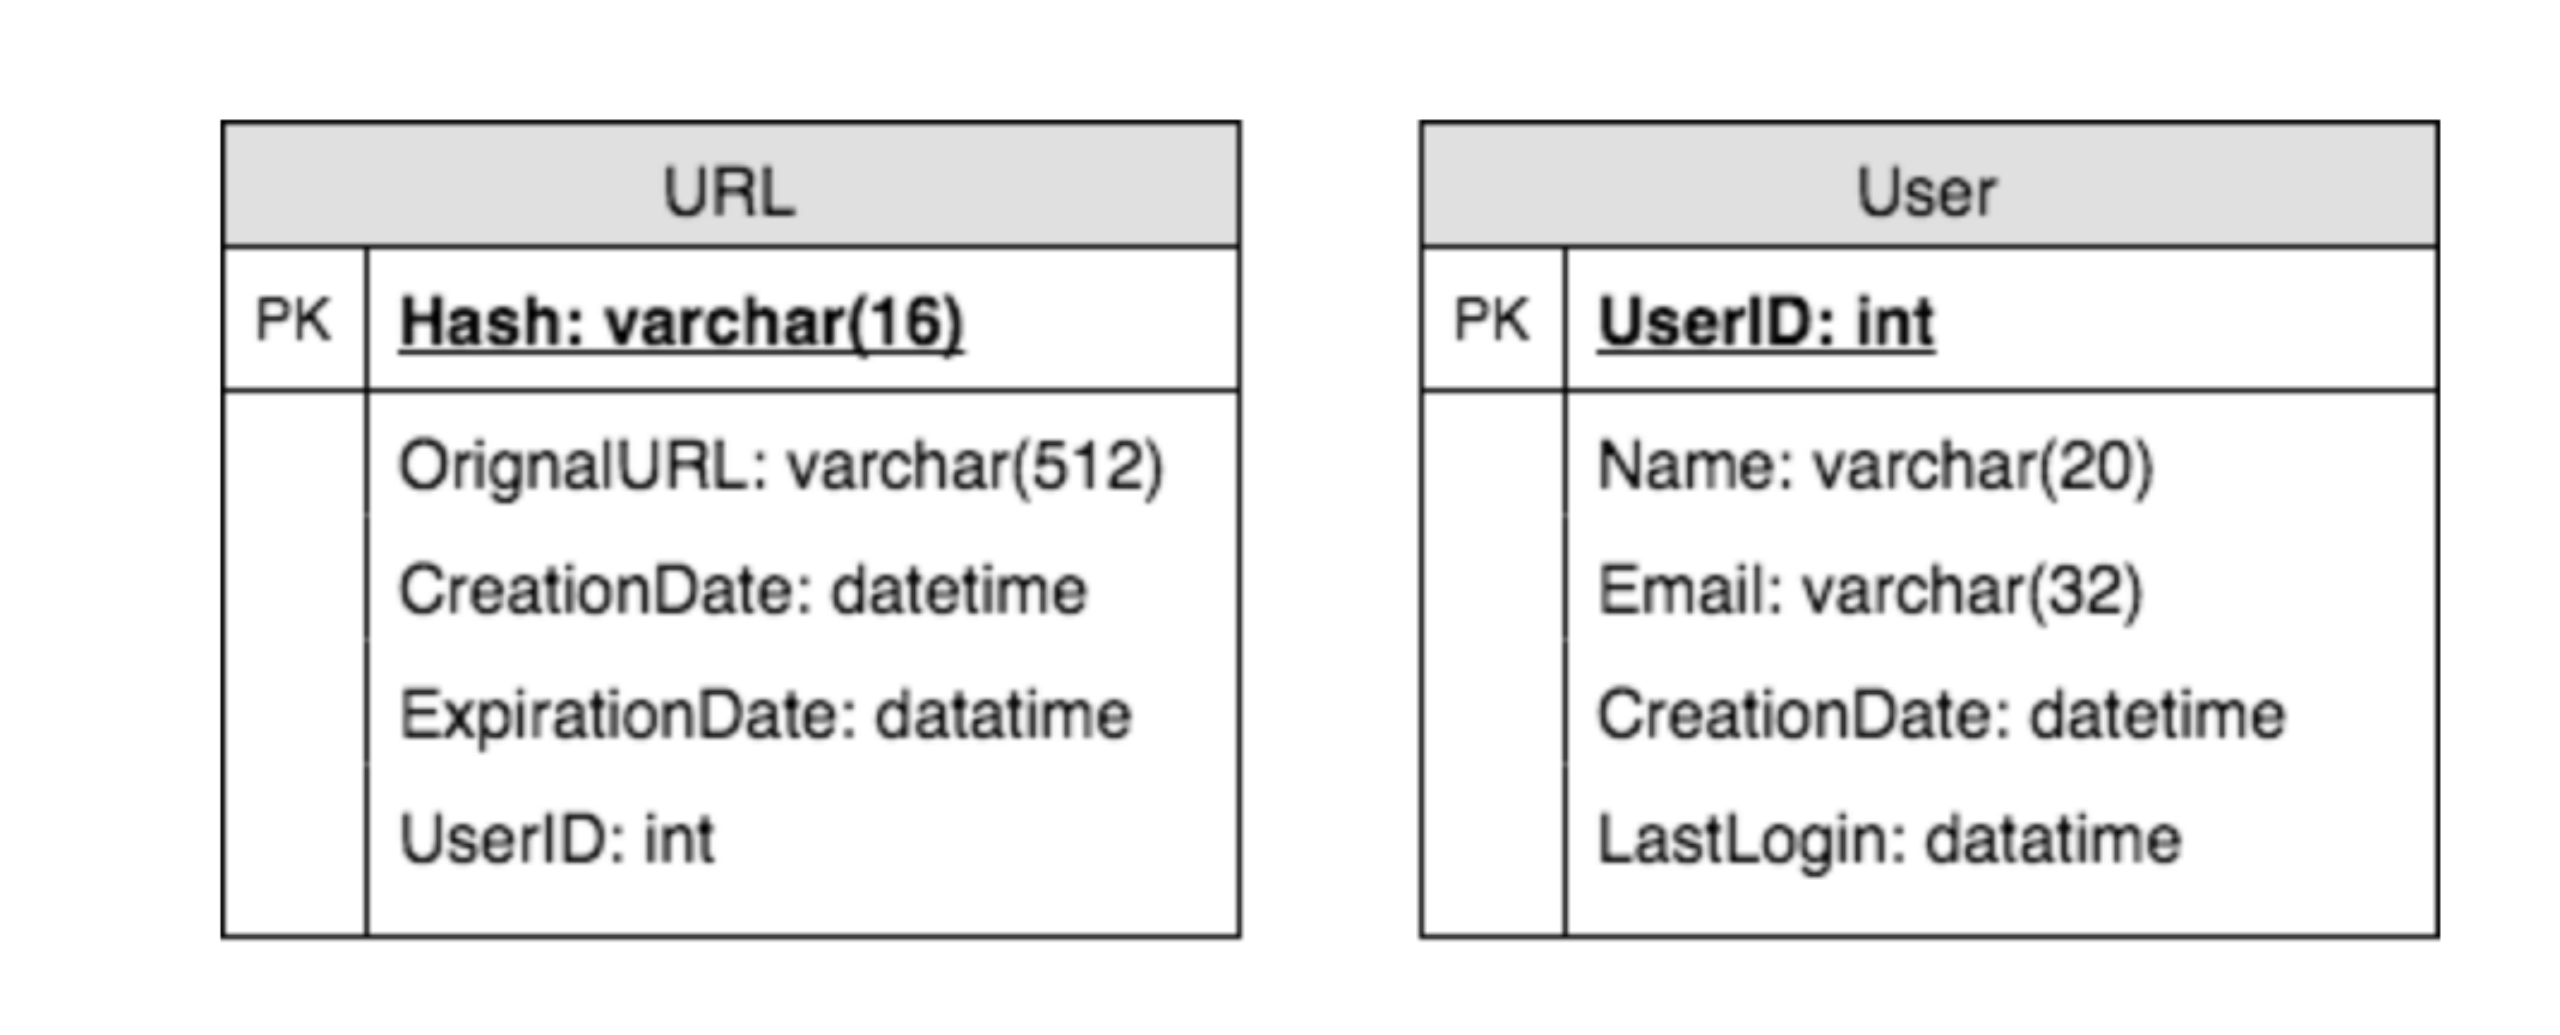 URL
PK
Hash: varchar(16)
OrignalURL: varchar(512)
CreationDate: datetime
ExpirationDate: datatime
UserID: int
User
PK
UserID: int
Name: varchar(20)
Email: varchar(32)
CreationDate: datetime
LastLogin: datatime